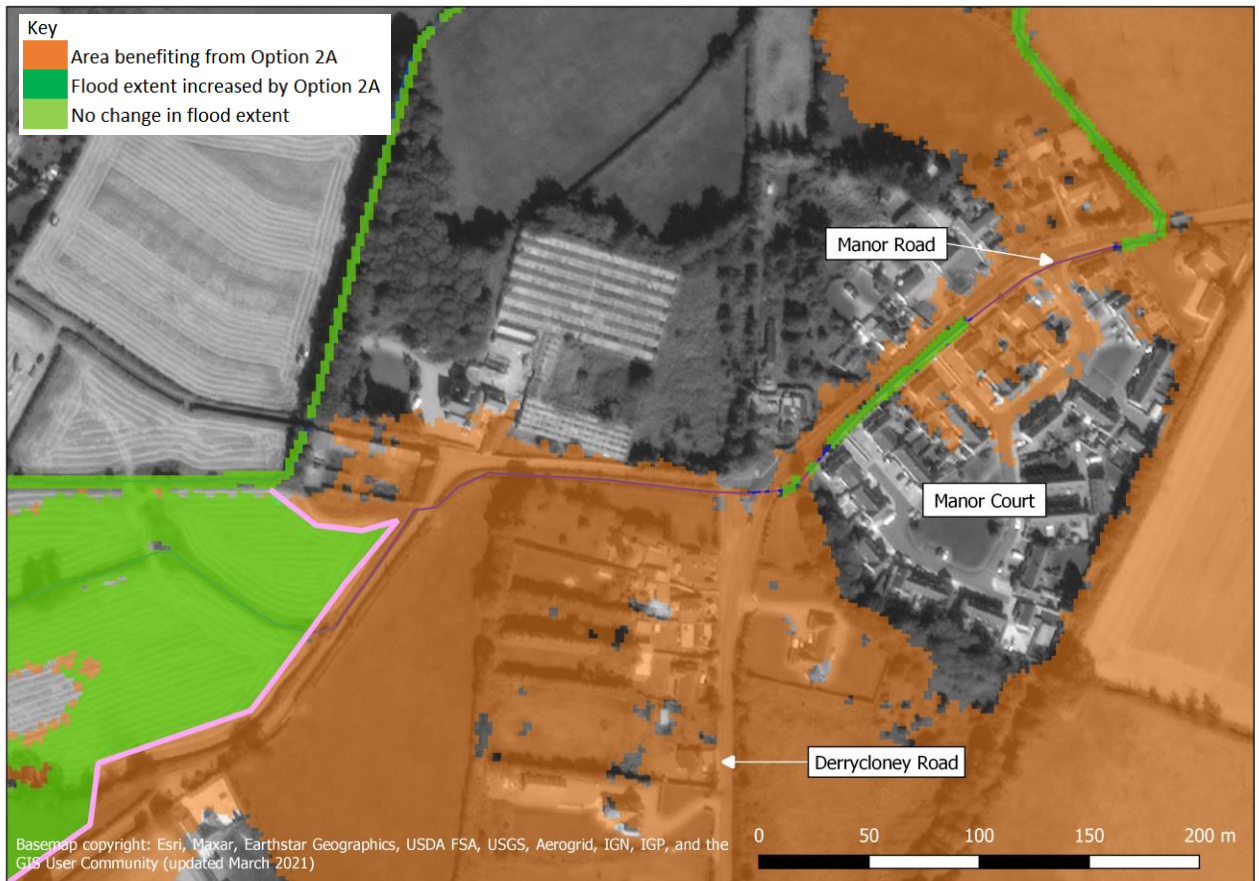 Key
Area benefiting from Option 2A
Flood extent increased by Option 2A
No change in flood extent
Manor Road
Manor Court
Derrycloney Road
Basemap copyright: Esri, Maxar, Earthstar Geographics, USDA FSA, USGS, Aerogrid, IGN, IGP, and the
GIS User Community (updated March 2021)
0 50 100 150 200 m